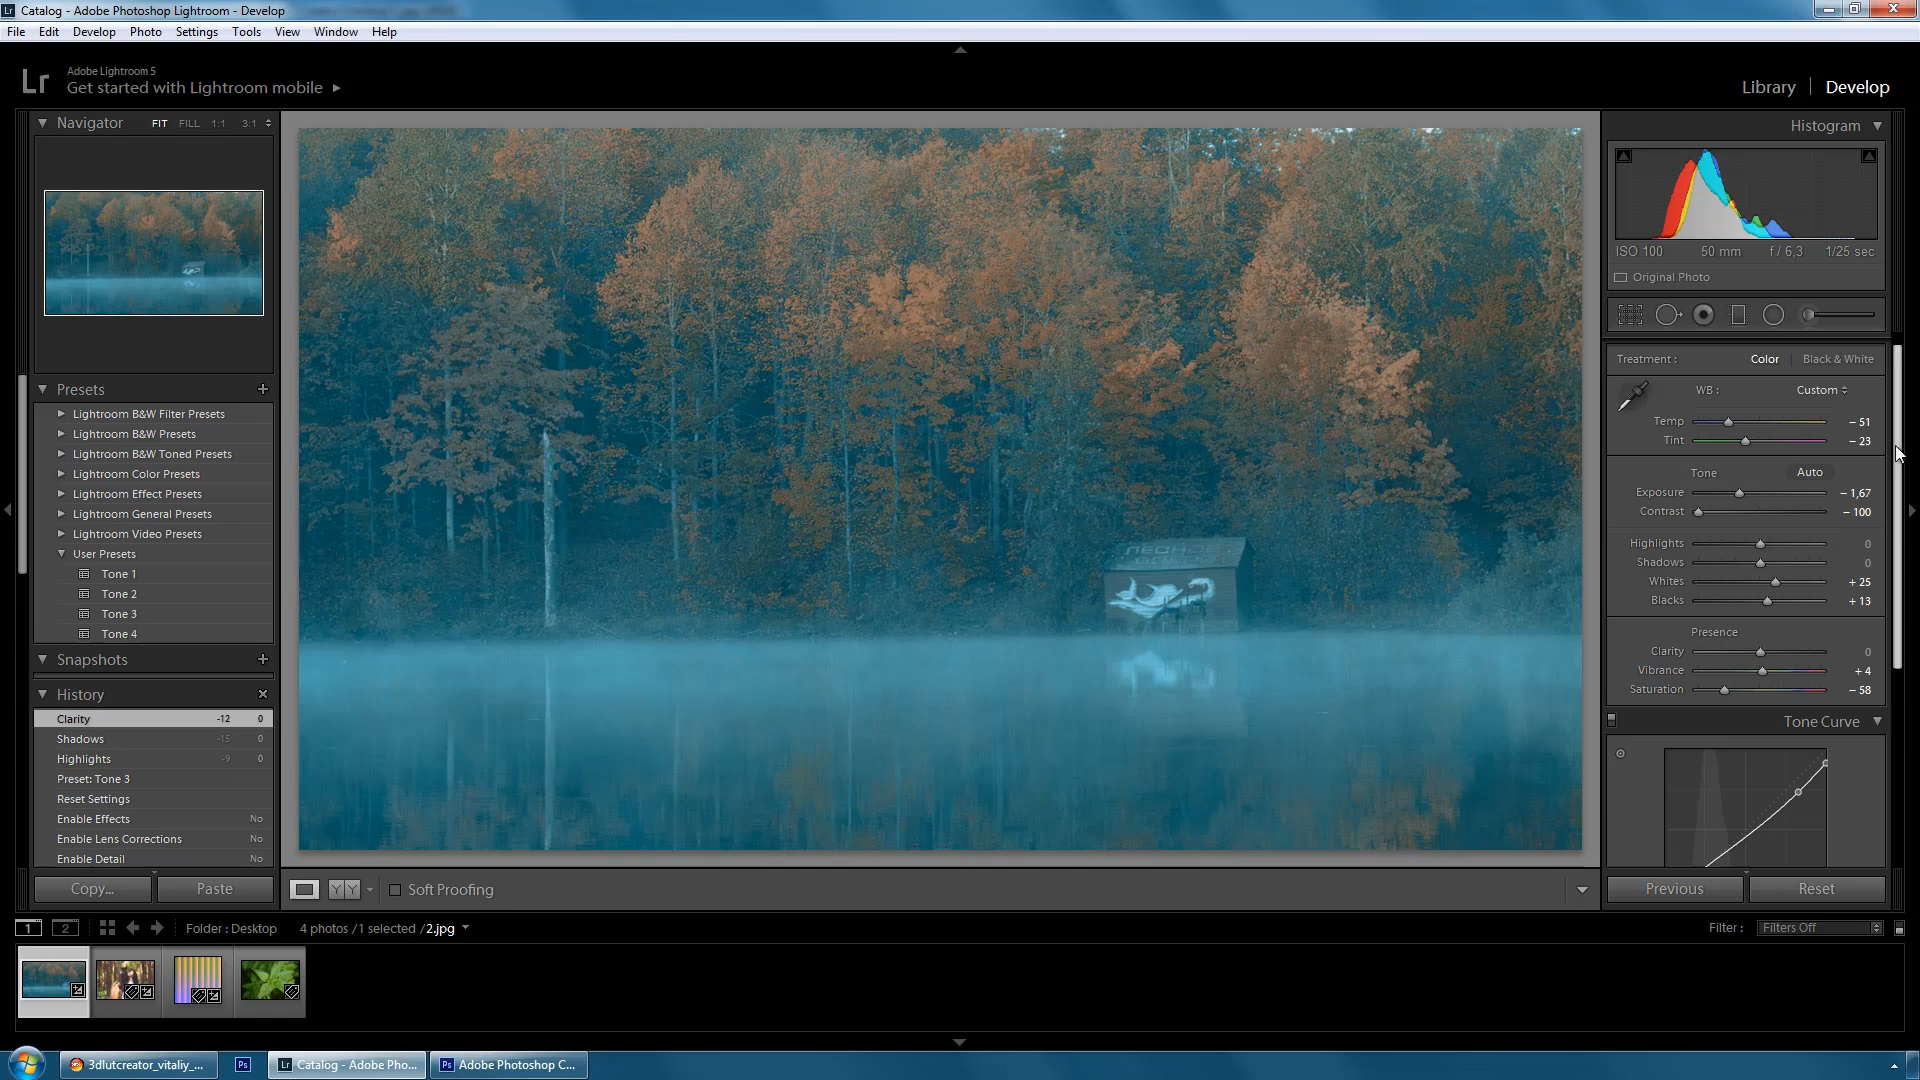 Lr Catalog - Adobe Photoshop Lightroom - Develop
File Edit Develop Photo Settings Tools View Window Help
Lr
Adobe Lightroom 5
Get started with Lightroom mobile
Library Develop
Navigator FIT FILL 1:1 3:1
Presets
Lightroom B&W Filter Presets
Lightroom B&W Presets
Lightroom B&W Toned Presets
Lightroom Color Presets
Lightroom Effect Presets
Lightroom General Presets
Lightroom Video Presets
User Presets
Tone 1
Tone 2
Tone 3
Tone 4
Snapshots
History
Clarity -12 0
Shadows -15 0
Highlights -9 0
Preset: Tone 3
Reset Settings
Enable Effects No
Enable Lens Corrections No
Enable Detail No
Copy... Paste
YY Soft Proofing
Histogram
ISO 100 50 mm f / 6,3 1/25 sec
Original Photo
Treatment : Color Black & White
WB : Custom
Temp – 51
Tint – 23
Tone Auto
Exposure – 1,67
Contrast – 100
Highlights 0
Shadows 0
Whites + 25
Blacks + 13
Presence
Clarity 0
Vibrance + 4
Saturation – 58
Tone Curve
Previous Reset
1 2 Folder : Desktop 4 photos / 1 selected / 2.jpg
Filter : Filters Off
3dlutcreator_vitaliy_... Ps Lr Catalog - Adobe Pho... Ps Adobe Photoshop C...